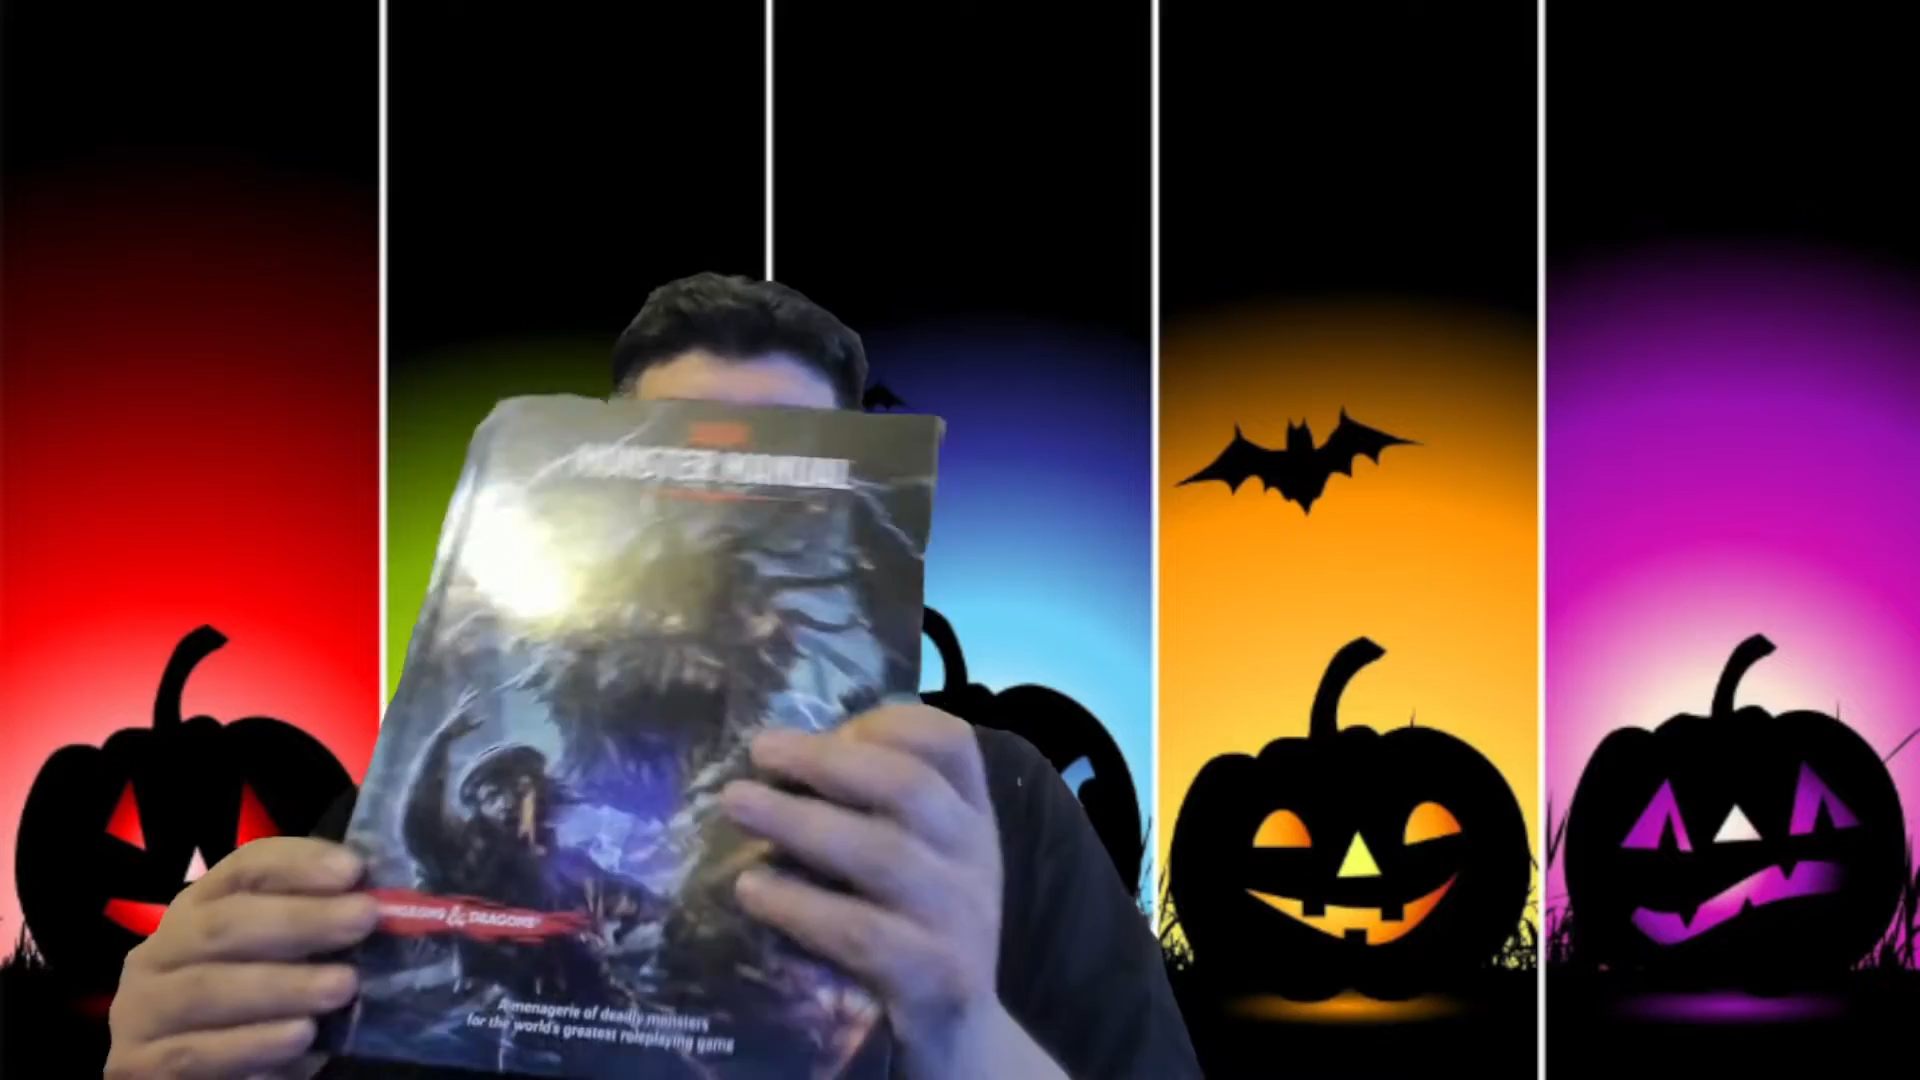 MONSTER MANUAL
DUNGEONS & DRAGONS
A menagerie of deadly monsters
for the world's greatest roleplaying game